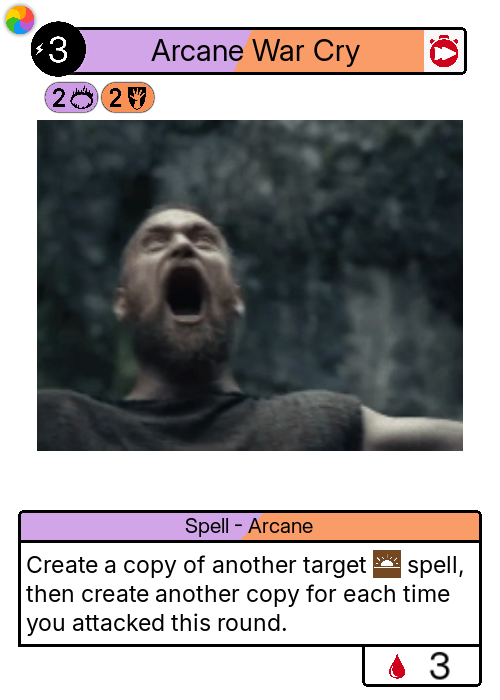 3
Arcane War Cry
2 2
Spell - Arcane
Create a copy of another target spell,
then create another copy for each time
you attacked this round.
3